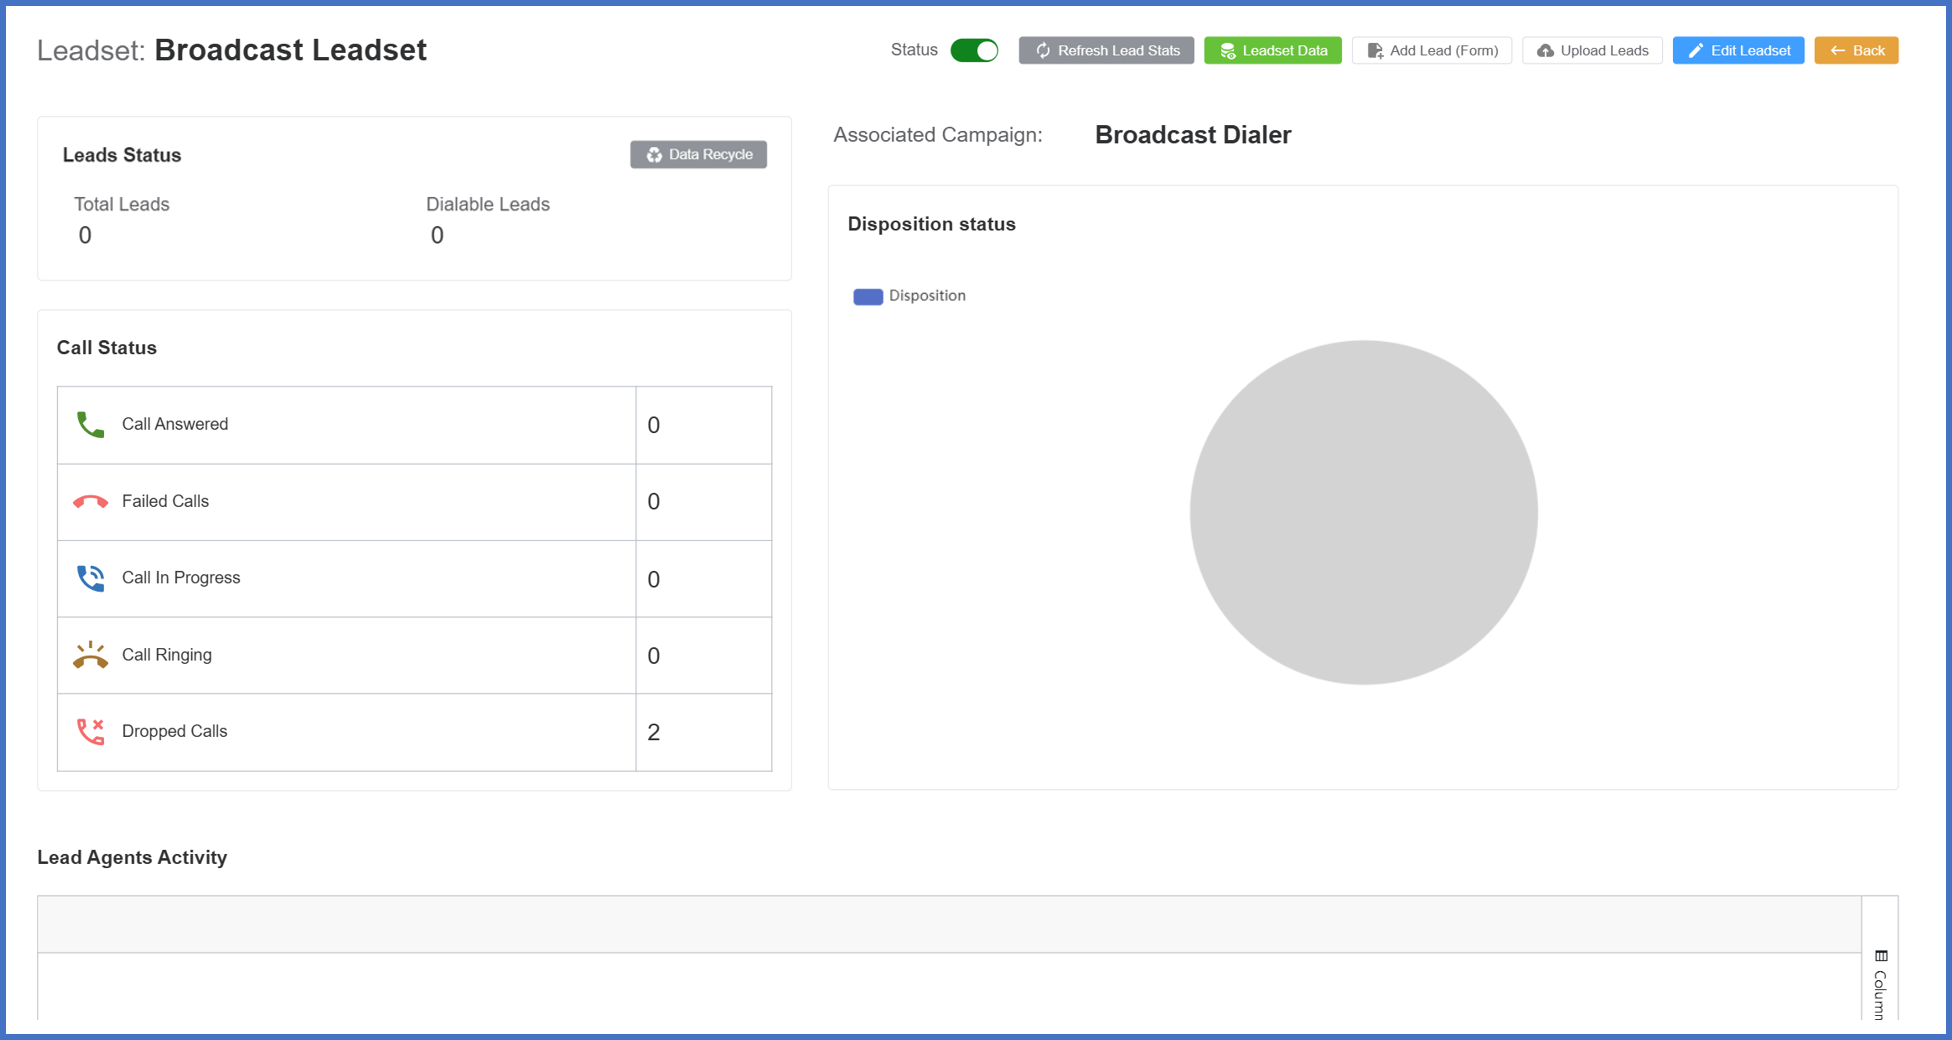 Leadset: Broadcast Leadset
Status
Refresh Lead Stats
Leadset Data
Add Lead (Form)
Upload Leads
Edit Leadset
Back
Leads Status
Data Recycle
Total Leads
Dialable Leads
0
0
Associated Campaign: Broadcast Dialer
Disposition status
Disposition
Call Status
Call Answered 0
Failed Calls 0
Call In Progress 0
Call Ringing 0
Dropped Calls 2
Lead Agents Activity
Column